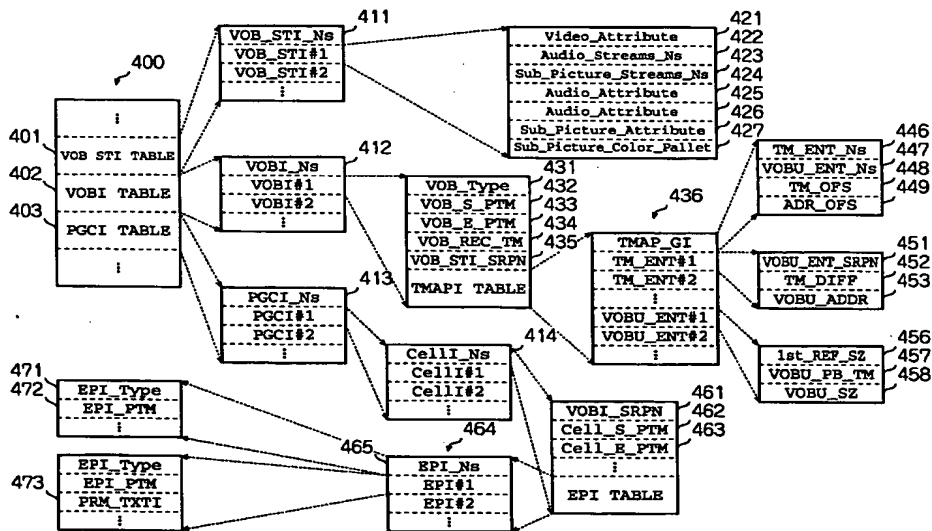 400
⋮
401
VOB STI TABLE
402
VOBI TABLE
403
PGCI TABLE
⋮
411
VOB_STI_Ns
VOB_STI#1
VOB_STI#2
⋮
412
VOBI_Ns
VOBI#1
VOBI#2
⋮
413
PGCI_Ns
PGCI#1
PGCI#2
⋮
414
CellI_Ns
CellI#1
CellI#2
⋮
421
Video_Attribute
422
Audio_Streams_Ns
423
Sub_Picture_Streams_Ns
424
Audio_Attribute
425
Audio_Attribute
426
Sub_Picture_Attribute
427
Sub_Picture_Color_Pallet
431
VOB_Type
432
VOB_S_PTM
433
VOB_E_PTM
434
VOB_REC_TM
435
VOB_STI_SRPN
TMAPI TABLE
436
TMAP_GI
TM_ENT#1
TM_ENT#2
⋮
VOBU_ENT#1
VOBU_ENT#2
⋮
446
TM_ENT_Ns
447
VOBU_ENT_Ns
448
TM_OFS
449
ADR_OFS
451
VOBU_ENT_SRPN
452
TM_DIFF
453
VOBU_ADDR
456
1st_REF_SZ
457
VOBU_PB_TM
458
VOBU_SZ
461
VOBI_SRPN
462
Cell_S_PTM
463
Cell_E_PTM
⋮
EPI TABLE
464
465
EPI_Ns
EPI#1
EPI#2
⋮
471
EPI_Type
472
EPI_PTM
⋮
EPI_Type
EPI_PTM
473
PRM_TXTI
⋮